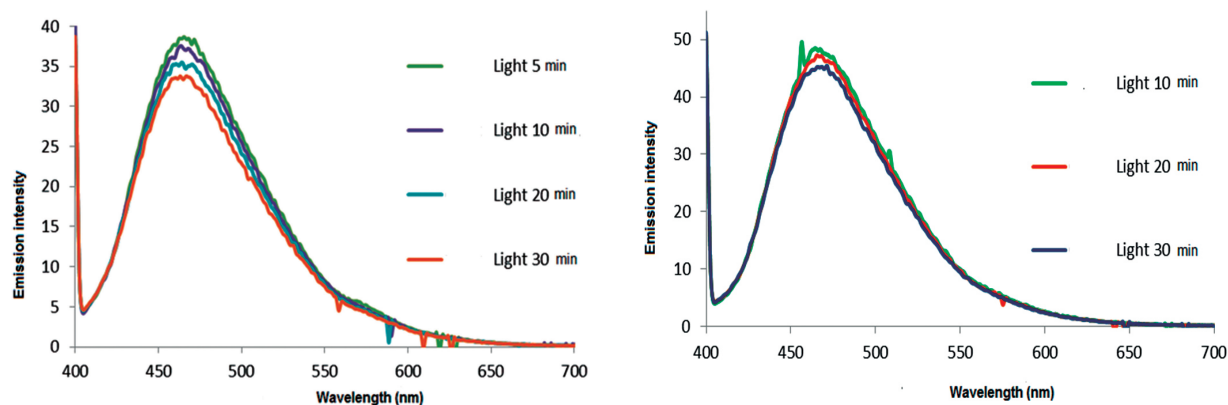 40
35
30
25
20
15
10
5
0
Emission intensity
400 450 500 550 600 650 700
Wavelength (nm)
Light 5 min
Light 10 min
Light 20 min
Light 30 min
50
40
30
20
10
0
Emission intensity
400 450 500 550 600 650 700
Wavelength (nm)
Light 10 min
Light 20 min
Light 30 min